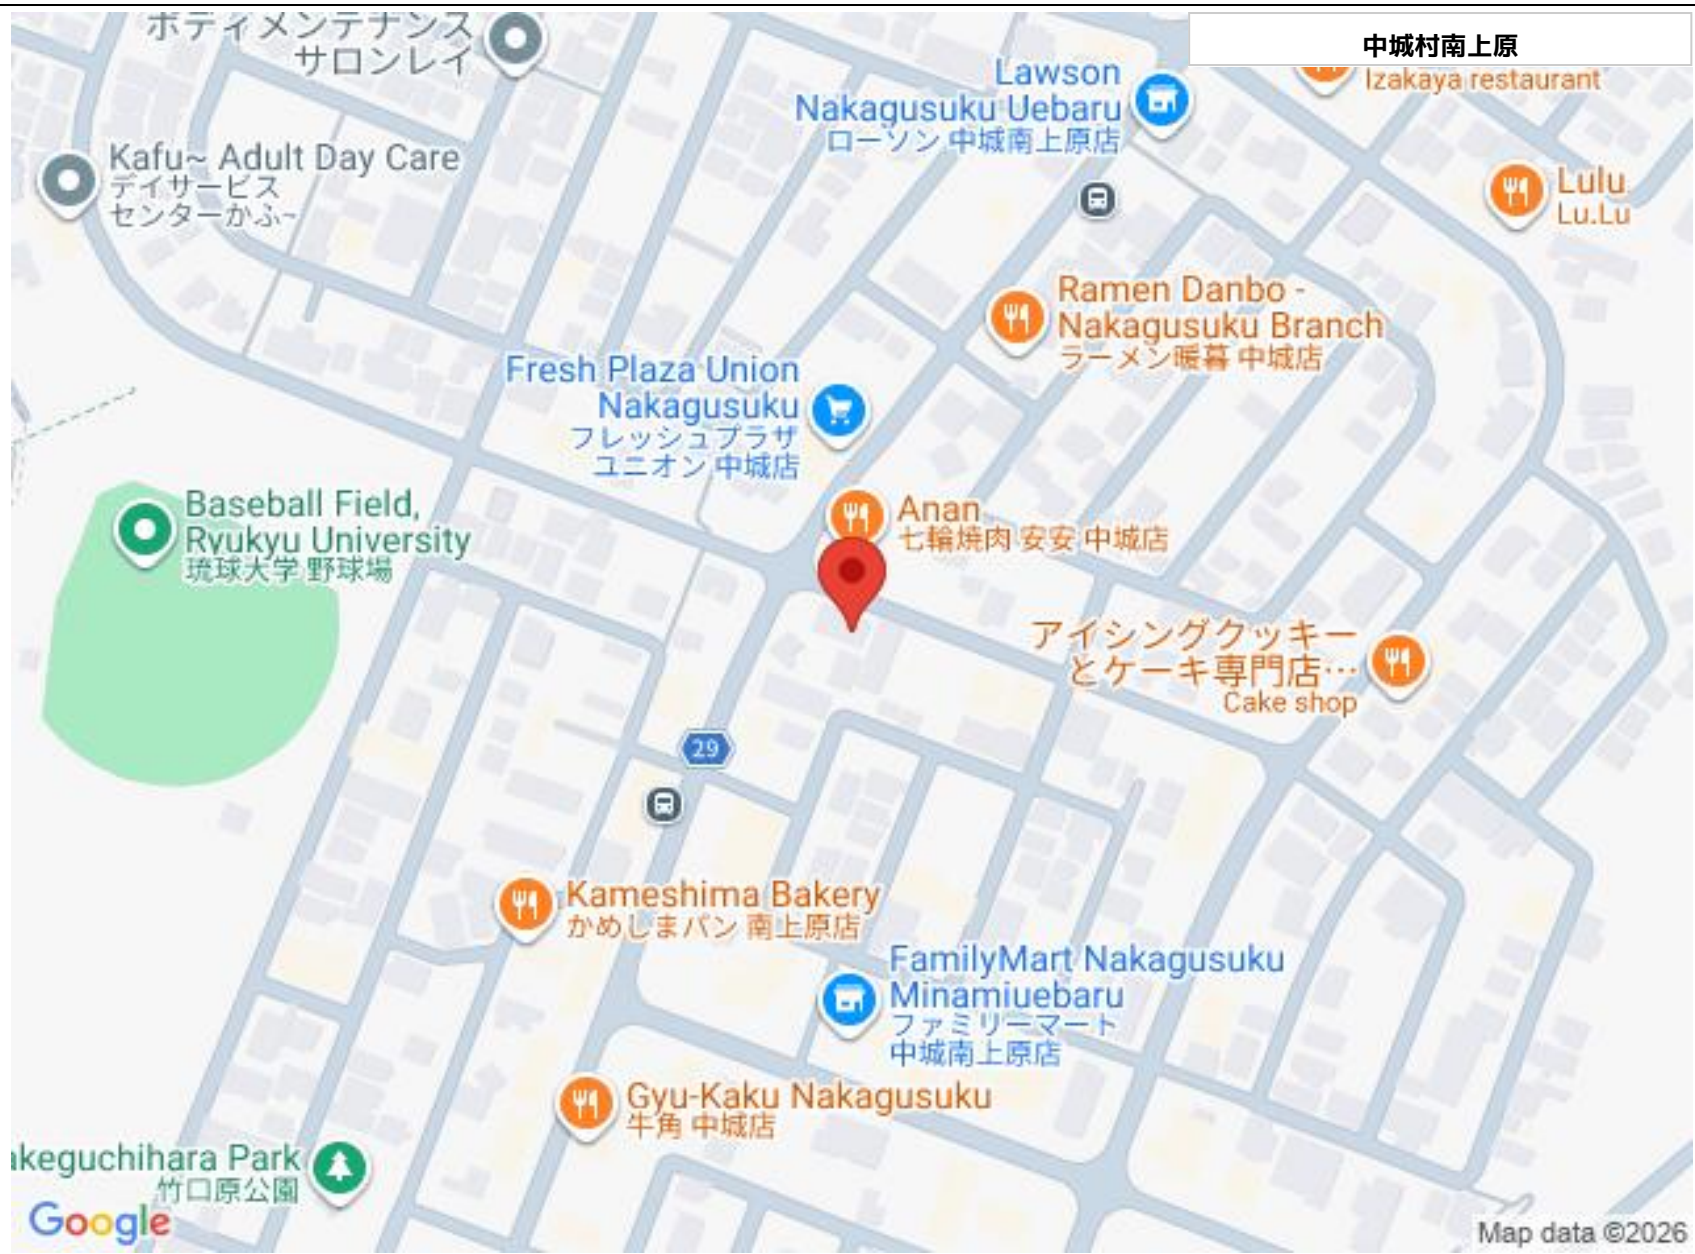 中城村南上原
ボディメンテナンス
サロンレイ
Lawson
Nakagusuku Uebaru
ローソン 中城南上原店
Izakaya restaurant
Kafu~ Adult Day Care
デイサービス
センターかふ~
Lulu
Lu.Lu
Ramen Danbo -
Nakagusuku Branch
ラーメン暖暮 中城店
Fresh Plaza Union
Nakagusuku
フレッシュプラザ
ユニオン 中城店
Baseball Field,
Ryukyu University
琉球大学 野球場
Anan
七輪焼肉 安安 中城店
アイシングクッキー
とケーキ専門店…
Cake shop
29
Kameshima Bakery
かめしまパン 南上原店
FamilyMart Nakagusuku
Minamiuebaru
ファミリーマート
中城南上原店
Gyu-Kaku Nakagusuku
牛角 中城店
akeguchihara Park
竹口原公園
Google
Map data ©2026